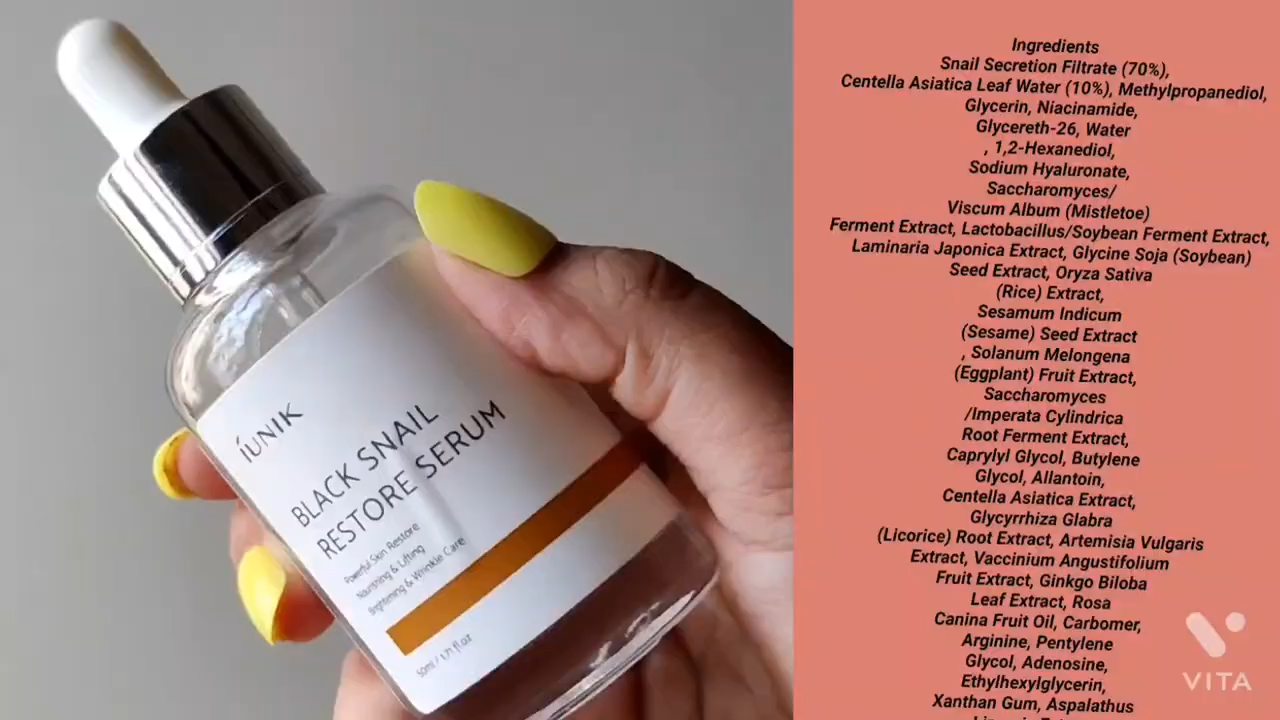 iUNIK
BLACK SNAIL
RESTORE SERUM
Powerful Skin Restore
Nourishing & Lifting
Brightening & Wrinkle Care
50ml / 1.71 fl.oz
Ingredients
Snail Secretion Filtrate (70%),
Centella Asiatica Leaf Water (10%), Methylpropanediol,
Glycerin, Niacinamide,
Glycereth-26, Water
, 1,2-Hexanediol,
Sodium Hyaluronate,
Saccharomyces/
Viscum Album (Mistletoe)
Ferment Extract, Lactobacillus/Soybean Ferment Extract,
Laminaria Japonica Extract, Glycine Soja (Soybean)
Seed Extract, Oryza Sativa
(Rice) Extract,
Sesamum Indicum
(Sesame) Seed Extract
, Solanum Melongena
(Eggplant) Fruit Extract,
Saccharomyces
/Imperata Cylindrica
Root Ferment Extract,
Caprylyl Glycol, Butylene
Glycol, Allantoin,
Centella Asiatica Extract,
Glycyrrhiza Glabra
(Licorice) Root Extract, Artemisia Vulgaris
Extract, Vaccinium Angustifolium
Fruit Extract, Ginkgo Biloba
Leaf Extract, Rosa
Canina Fruit Oil, Carbomer,
Arginine, Pentylene
Glycol, Adenosine,
Ethylhexylglycerin,
Xanthan Gum, Aspalathus
VITA